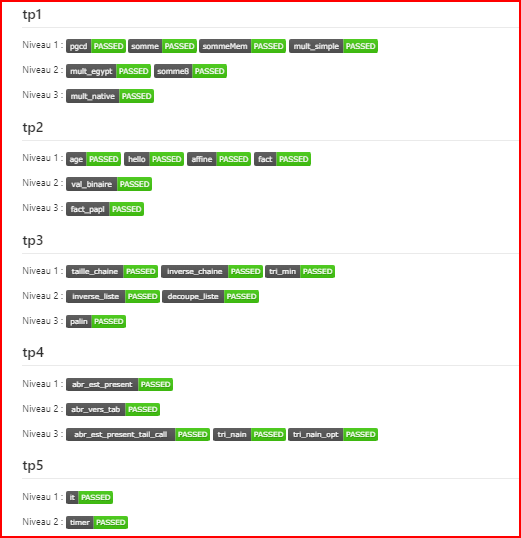 tp1
Niveau 1 : pgcd PASSED somme PASSED sommeMem PASSED mult_simple PASSED
Niveau 2 : mult_egypt PASSED somme8 PASSED
Niveau 3 : mult_native PASSED
tp2
Niveau 1 : age PASSED hello PASSED affine PASSED fact PASSED
Niveau 2 : val_binaire PASSED
Niveau 3 : fact_papl PASSED
tp3
Niveau 1 : taille_chaine PASSED inverse_chaine PASSED tri_min PASSED
Niveau 2 : inverse_liste PASSED decoupe_liste PASSED
Niveau 3 : palin PASSED
tp4
Niveau 1 : abr_est_present PASSED
Niveau 2 : abr_vers_tab PASSED
Niveau 3 : abr_est_present_tail_call PASSED tri_nain PASSED tri_nain_opt PASSED
tp5
Niveau 1 : it PASSED
Niveau 2 : timer PASSED